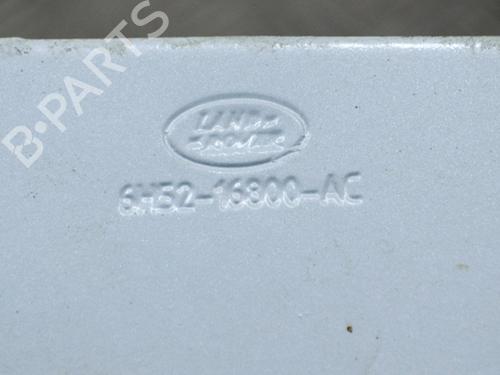 B-PARTS
LAND-
ROVER
6H52-16800-AC